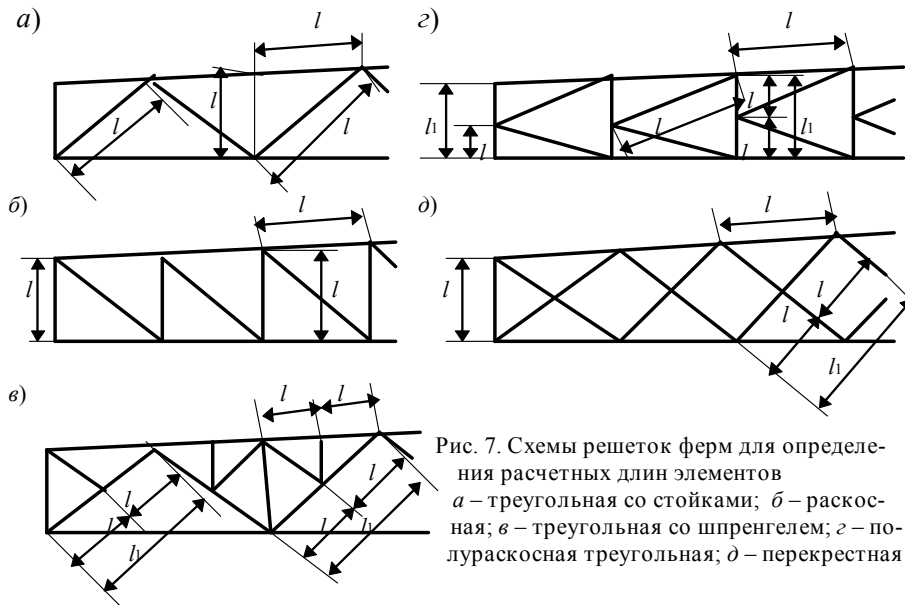 а)
l
l
l
l
г)
l
l₁
l
l
l
l
l₁
б)
l
l
l
д)
l
l
l
l
l₁
в)
l
l
l
l
l₁
l
l
l₁
Рис. 7. Схемы решеток ферм для определе-
ния расчетных длин элементов
а – треугольная со стойками; б – раскос-
ная; в – треугольная со шпренгелем; г – по-
лураскосная треугольная; д – перекрестная